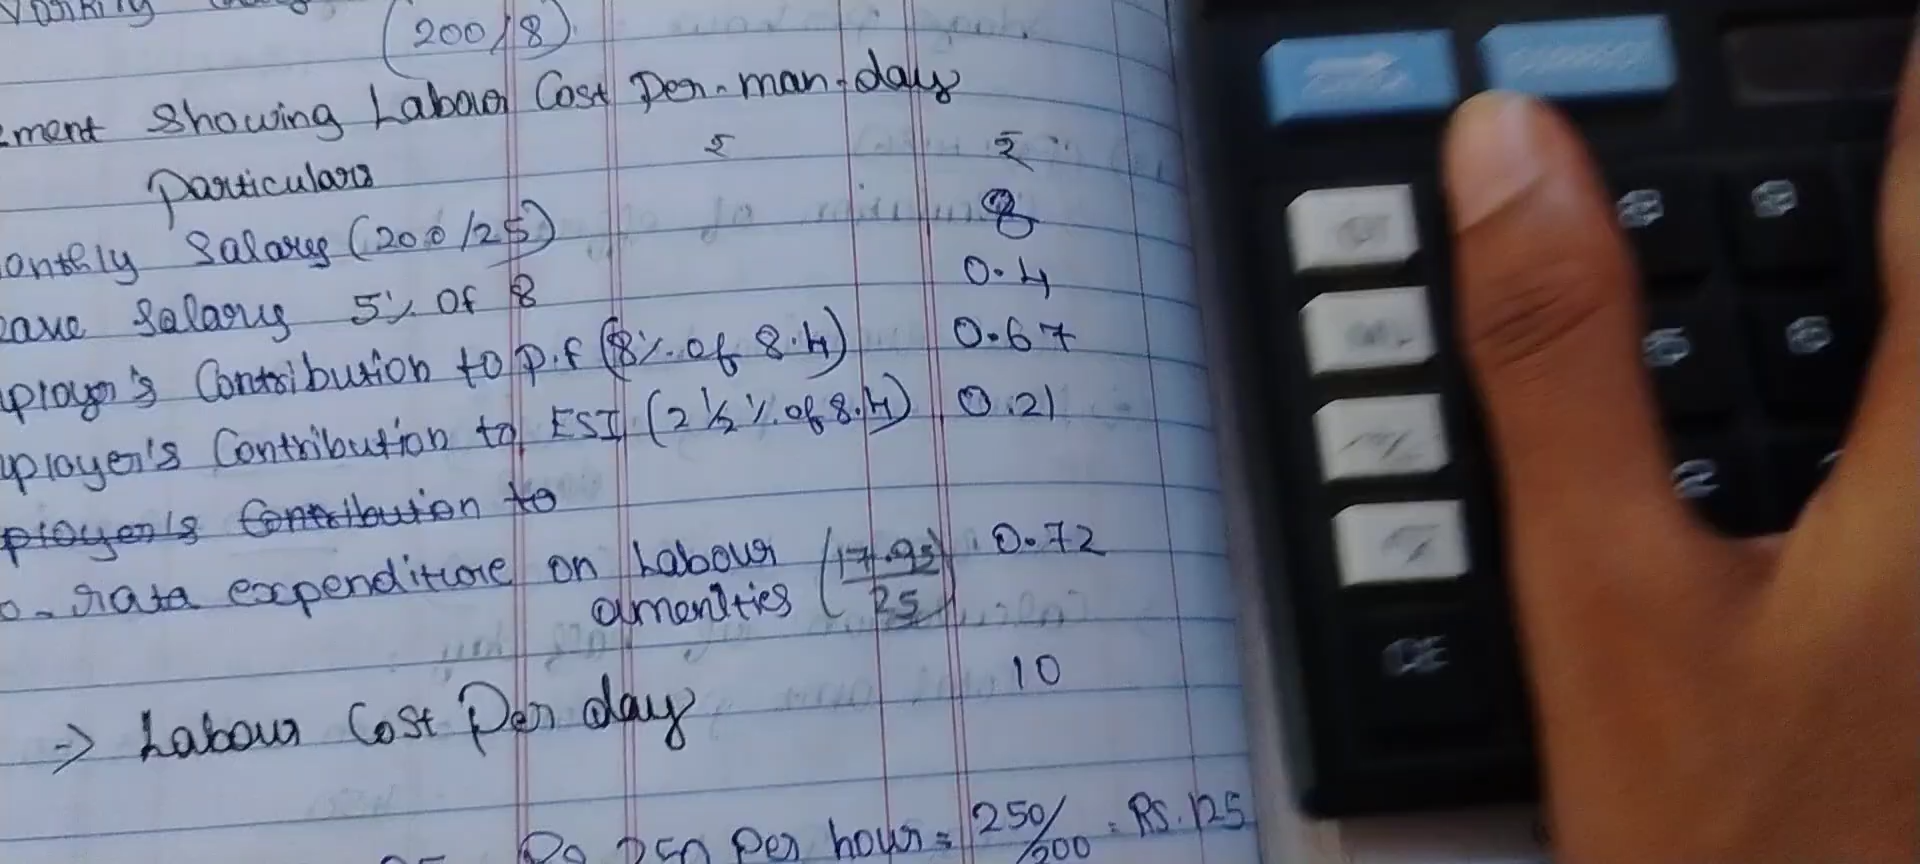 (200/8)
ment showing Labour Cost Per-man-day
Particulars ₹ ₹
onthly Salary (200/25) 8
eave Salary 5% of 8 0.4
ployer's Contribution to P.F (8% of 8.4) 0.67
ployer's Contribution to ESI (2½% of 8.4) 0.21
ployer's Contribution to
o-rata expenditure on Labour amenities (17.95/25) 0.72
⇒ Labour Cost Per day 10
per hour = 250/200 = Rs. 125
CE